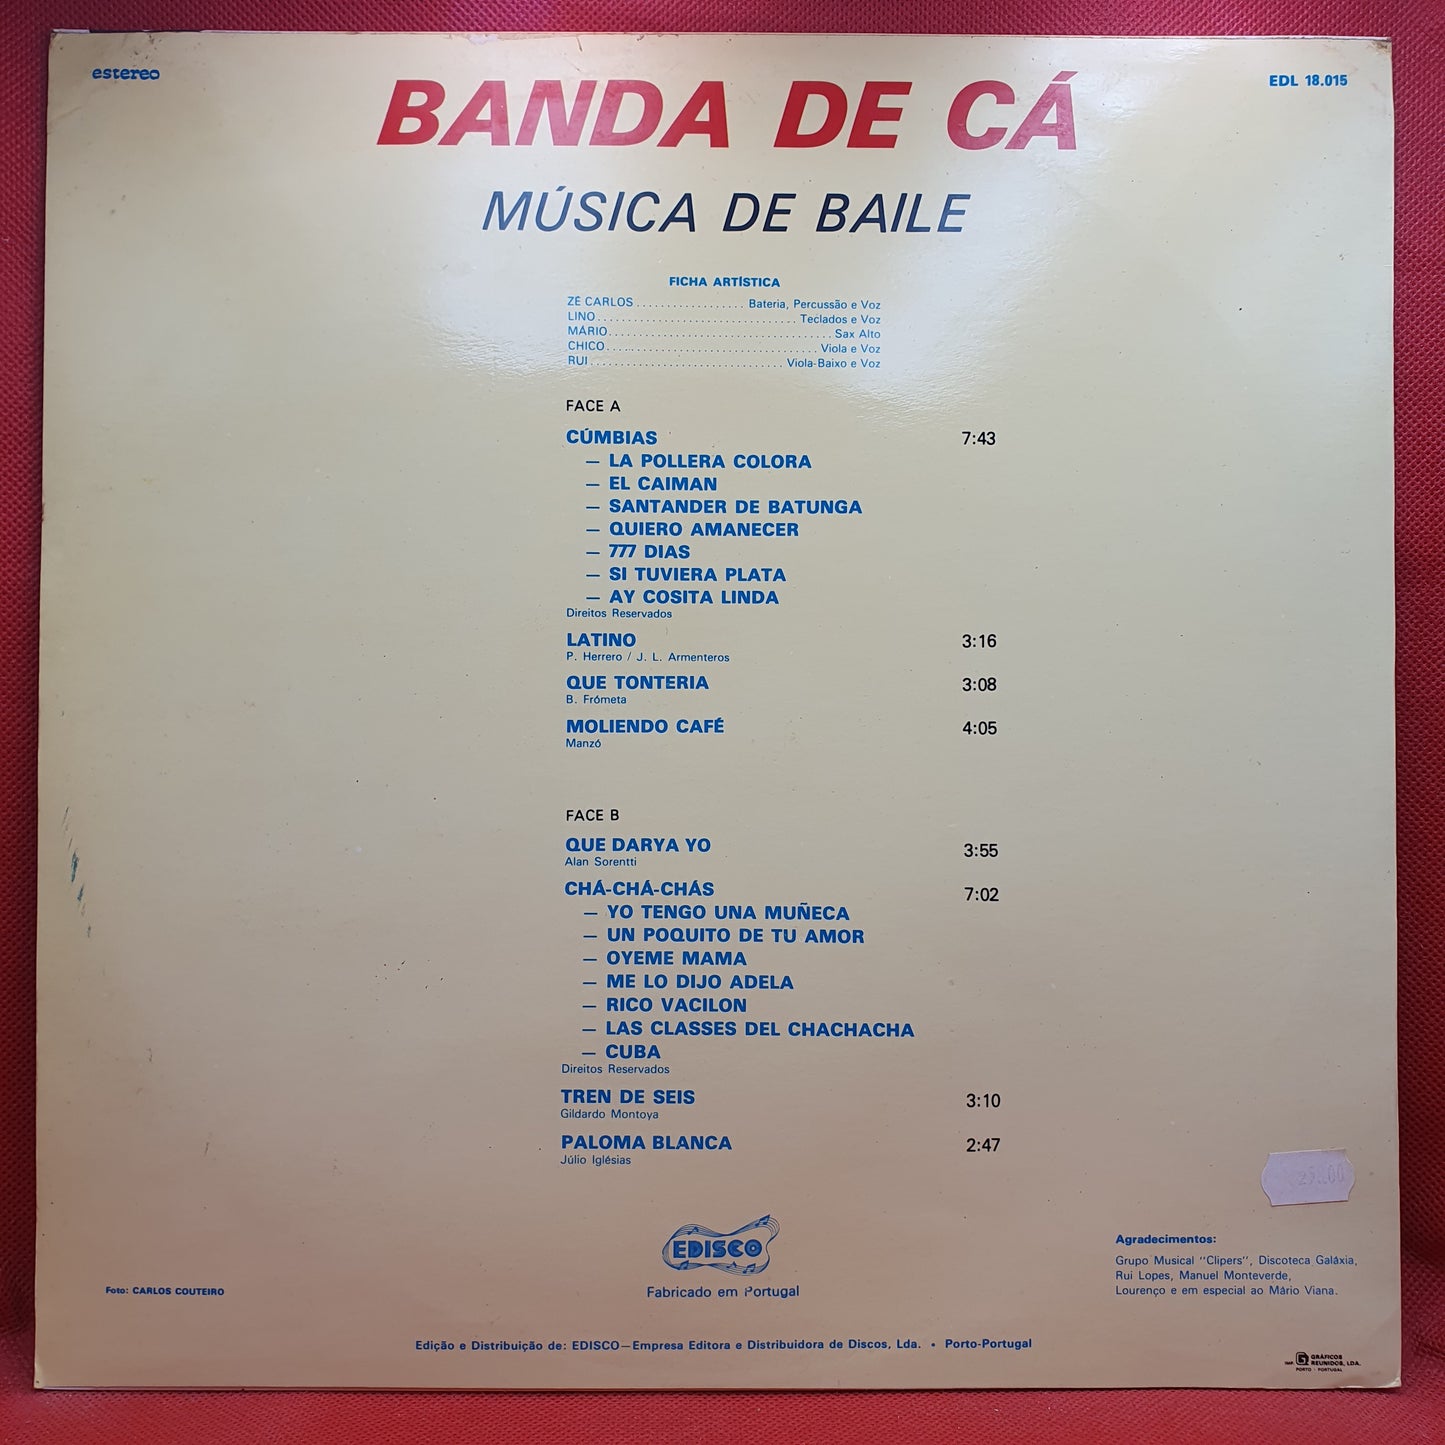 estereo
EDL 18.015
BANDA DE CÁ
MÚSICA DE BAILE
FICHA ARTÍSTICA
ZÉ CARLOS .................. Bateria, Percussão e Voz
LINO ................................. Teclados e Voz
MÁRIO ..................................... Sax Alto
CHICO ................................... Viola e Voz
RUI ................................ Viola-Baixo e Voz
FACE A
CÚMBIAS 7:43
— LA POLLERA COLORA
— EL CAIMAN
— SANTANDER DE BATUNGA
— QUIERO AMANECER
— 777 DIAS
— SI TUVIERA PLATA
— AY COSITA LINDA
Direitos Reservados
LATINO 3:16
P. Herrero / J. L. Armenteros
QUE TONTERIA 3:08
B. Frómeta
MOLIENDO CAFÉ 4:05
Manzó
FACE B
QUE DARYA YO 3:55
Alan Sorentti
CHÁ-CHÁ-CHÁS 7:02
— YO TENGO UNA MUÑECA
— UN POQUITO DE TU AMOR
— OYEME MAMA
— ME LO DIJO ADELA
— RICO VACILON
— LAS CLASSES DEL CHACHACHA
— CUBA
Direitos Reservados
TREN DE SEIS 3:10
Gildardo Montoya
PALOMA BLANCA 2:47
Júlio Iglésias
EDISCO
Fabricado em Portugal
Agradecimentos:
Grupo Musical "Clipers", Discoteca Galáxia,
Rui Lopes, Manuel Monteverde,
Lourenço e em especial ao Mário Viana.
Foto: CARLOS COUTEIRO
Edição e Distribuição de: EDISCO—Empresa Editora e Distribuidora de Discos, Lda. • Porto-Portugal
IMP. GRÁFICOS
REUNIDOS, LDA.
PORTO - PORTUGAL